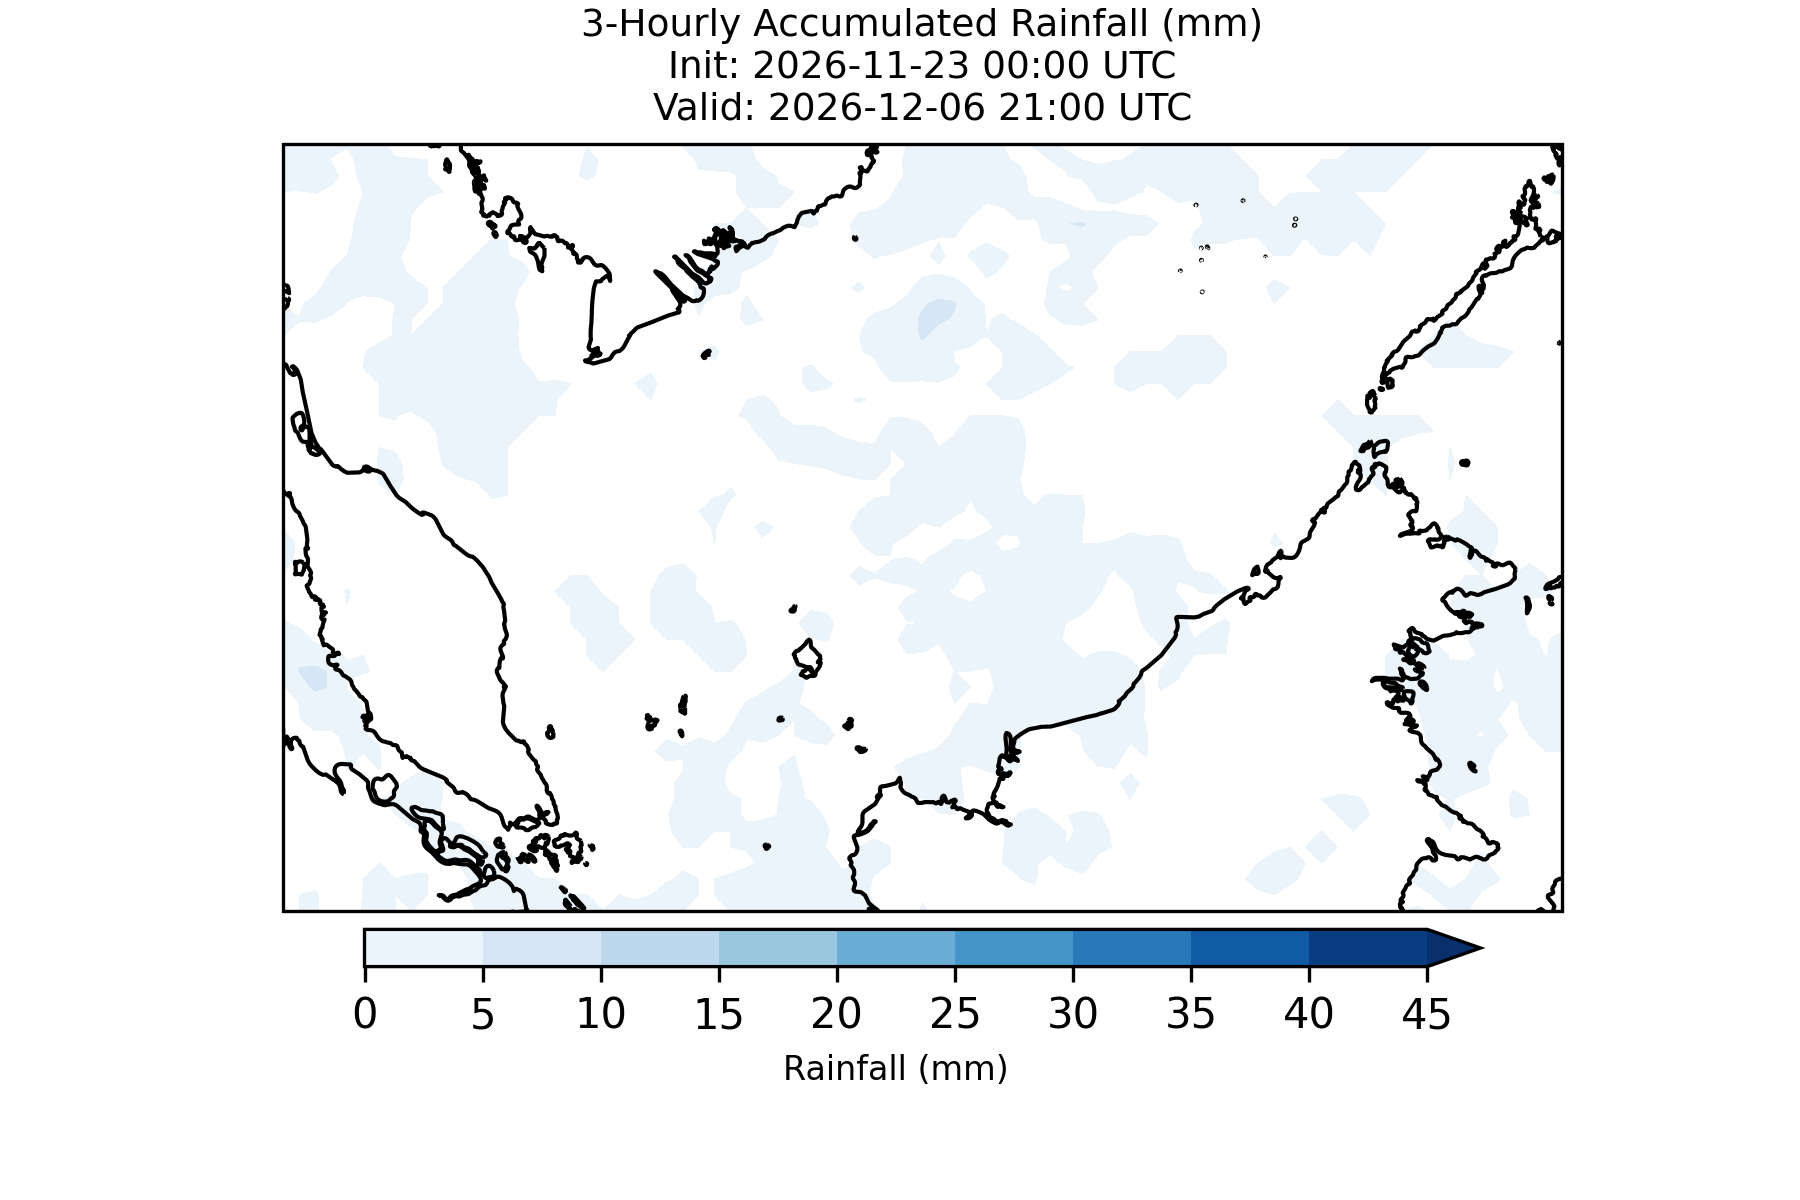 3-Hourly Accumulated Rainfall (mm)
Init: 2026-11-23 00:00 UTC
Valid: 2026-12-06 21:00 UTC
0 5 10 15 20 25 30 35 40 45
Rainfall (mm)